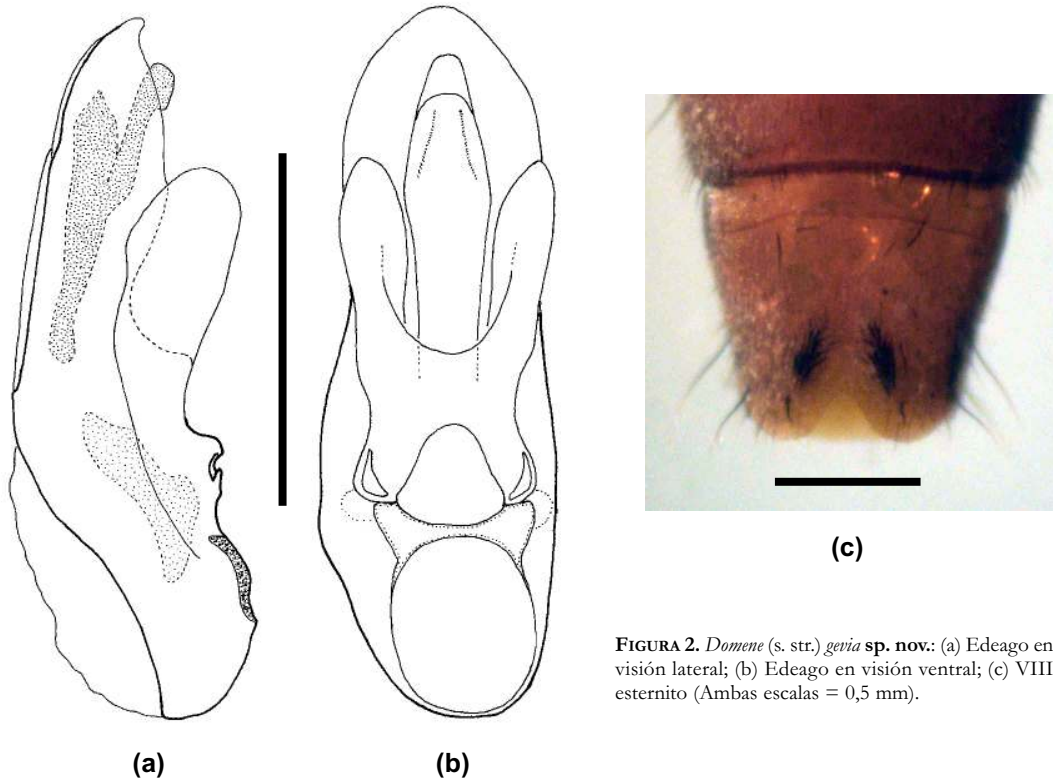 (c)
FIGURA 2. Domene (s. str.) gevia sp. nov.: (a) Edeago en
visión lateral; (b) Edeago en visión ventral; (c) VIII
esternito (Ambas escalas = 0,5 mm).
(a) (b)